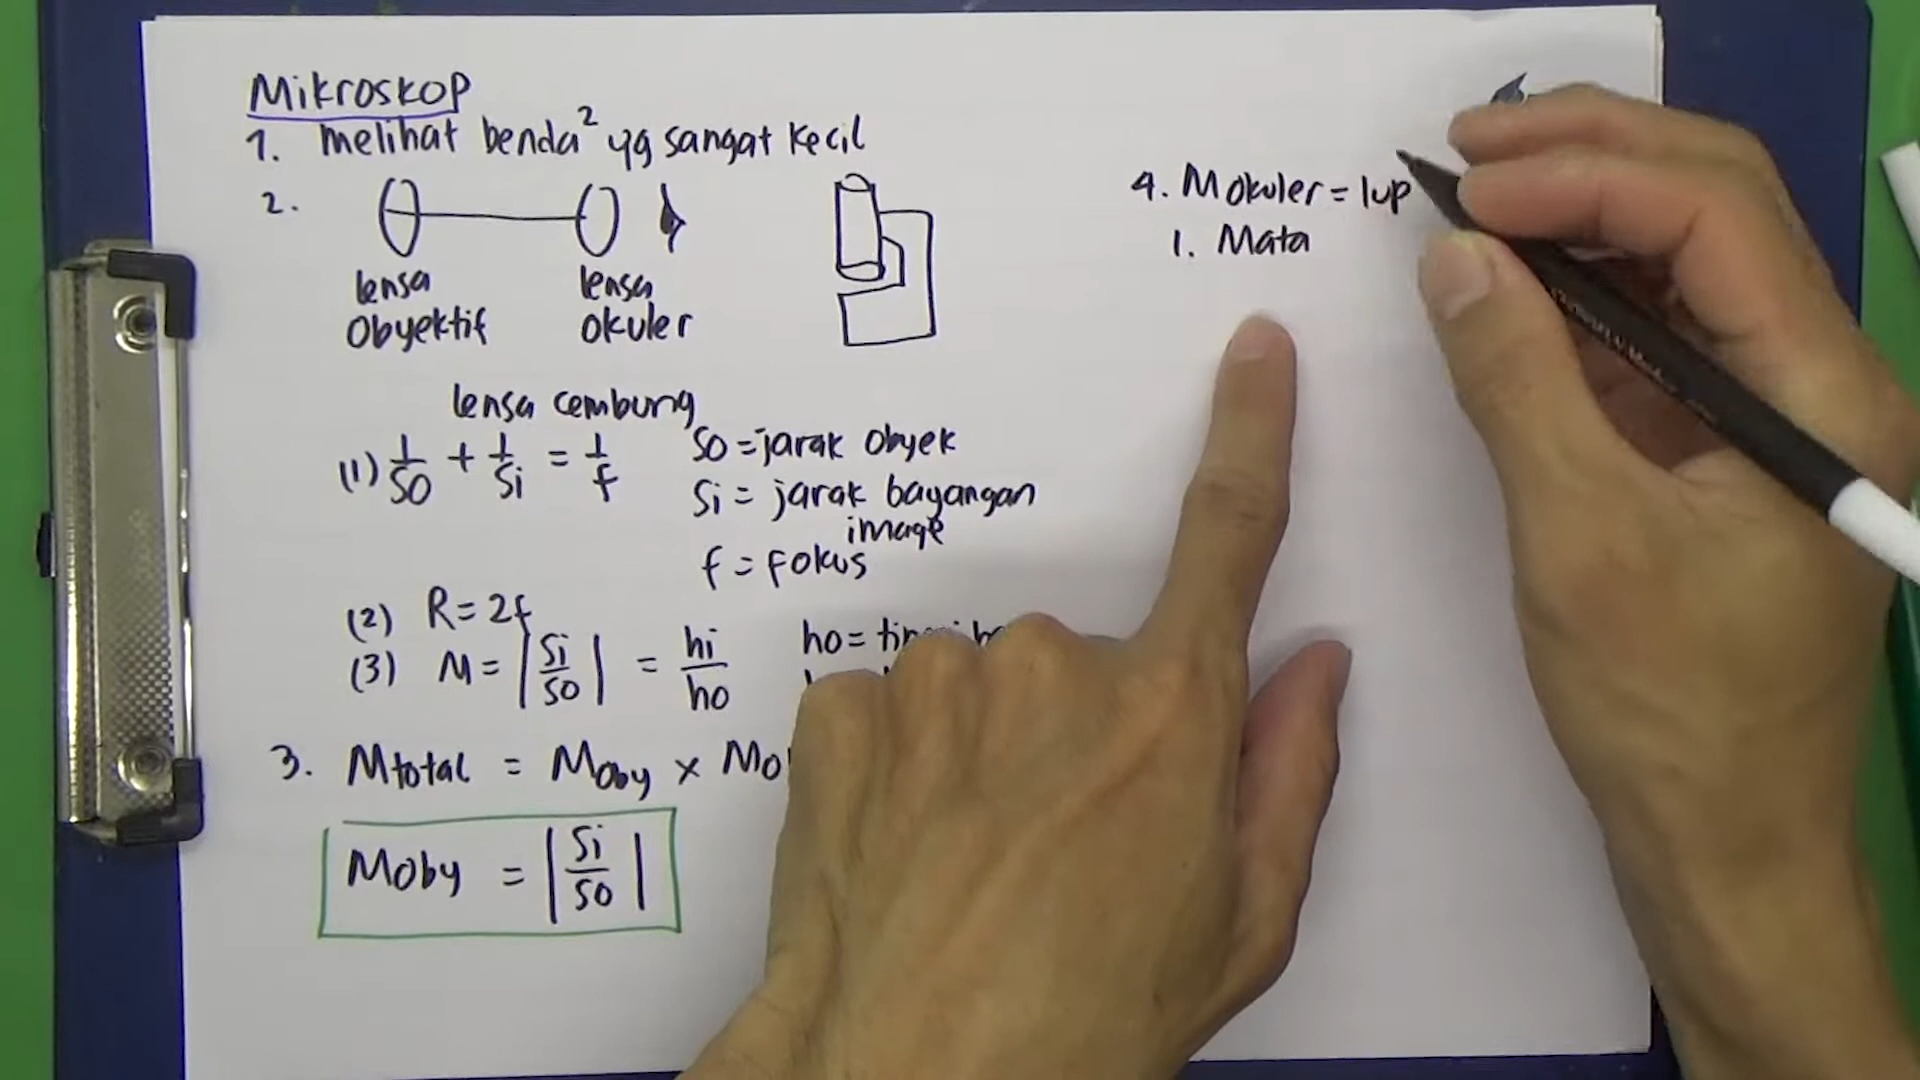 Mikroskop
1. melihat benda² yg sangat kecil
2.
lensa obyektif
lensa okuler
lensa cembung
(1) 1/So + 1/Si = 1/f
So = jarak obyek
Si = jarak bayangan
image
f = fokus
(2) R = 2f
(3) M = |Si/So| = hi/ho
ho =
3. Mtotal = Moby x
Moby = |Si/So|
4. Mokuler = lup
1. Mata